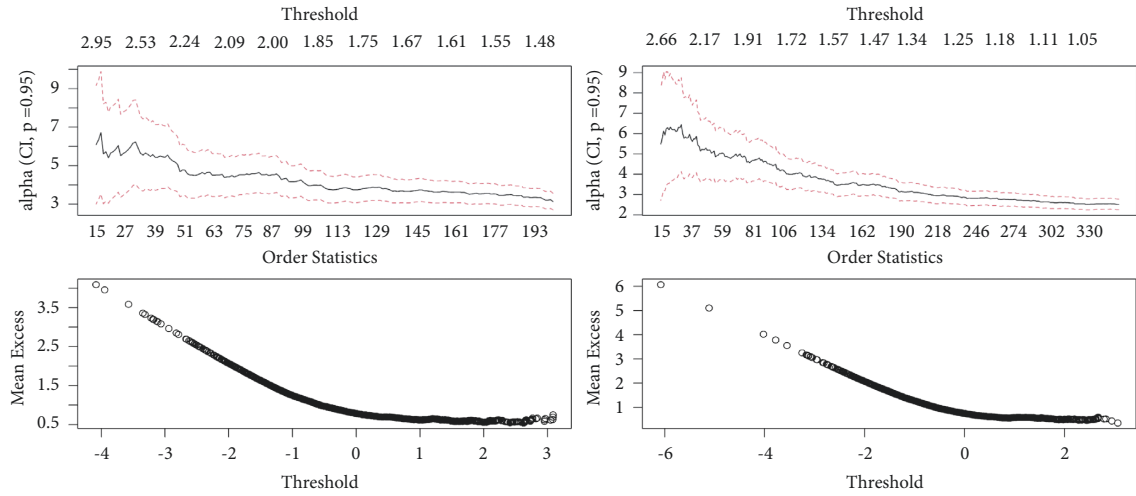 Threshold
2.95 2.53 2.24 2.09 2.00 1.85 1.75 1.67 1.61 1.55 1.48
alpha (CI, p =0.95)
9
7
5
3
15 27 39 51 63 75 87 99 113 129 145 161 177 193
Order Statistics
Threshold
2.66 2.17 1.91 1.72 1.57 1.47 1.34 1.25 1.18 1.11 1.05
alpha (CI, p =0.95)
9
8
7
6
5
4
3
2
15 37 59 81 106 134 162 190 218 246 274 302 330
Order Statistics
Mean Excess
3.5
2.5
1.5
0.5
-4 -3 -2 -1 0 1 2 3
Threshold
Mean Excess
6
5
4
3
2
1
-6 -4 -2 0 2
Threshold